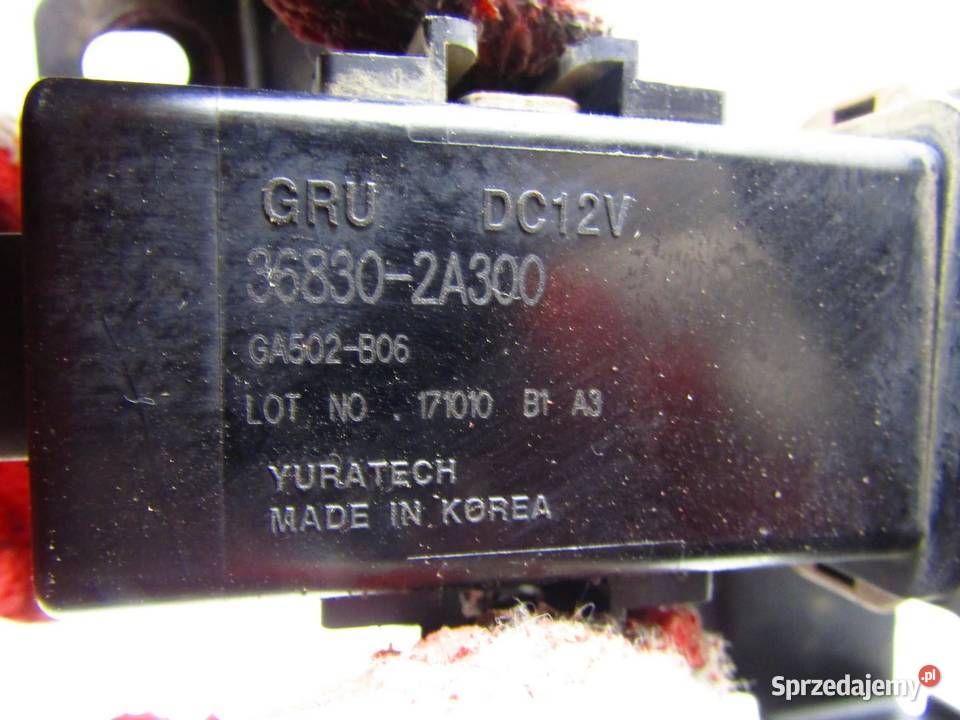 GRU DC12V
36830-2A300
GA502-B06
LOT NO . 171010 B1 A3
YURATECH
MADE IN KOREA
Sprzedajemy.pl